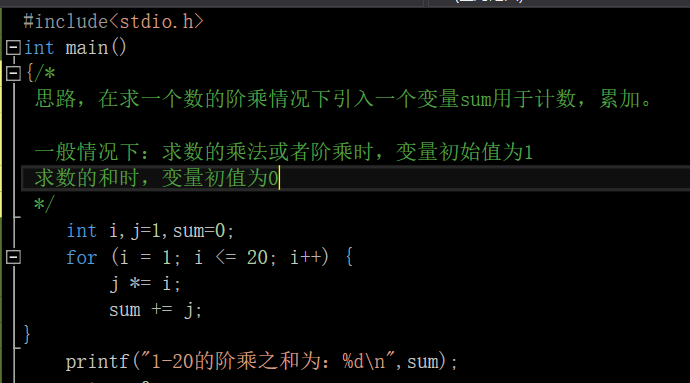 #include<stdio.h>
int main()
{/*
思路，在求一个数的阶乘情况下引入一个变量sum用于计数，累加。
一般情况下：求数的乘法或者阶乘时，变量初始值为1
求数的和时，变量初值为0
*/
int i,j=1,sum=0;
for (i = 1; i <= 20; i++) {
j *= i;
sum += j;
}
printf("1-20的阶乘之和为：%d\n",sum);